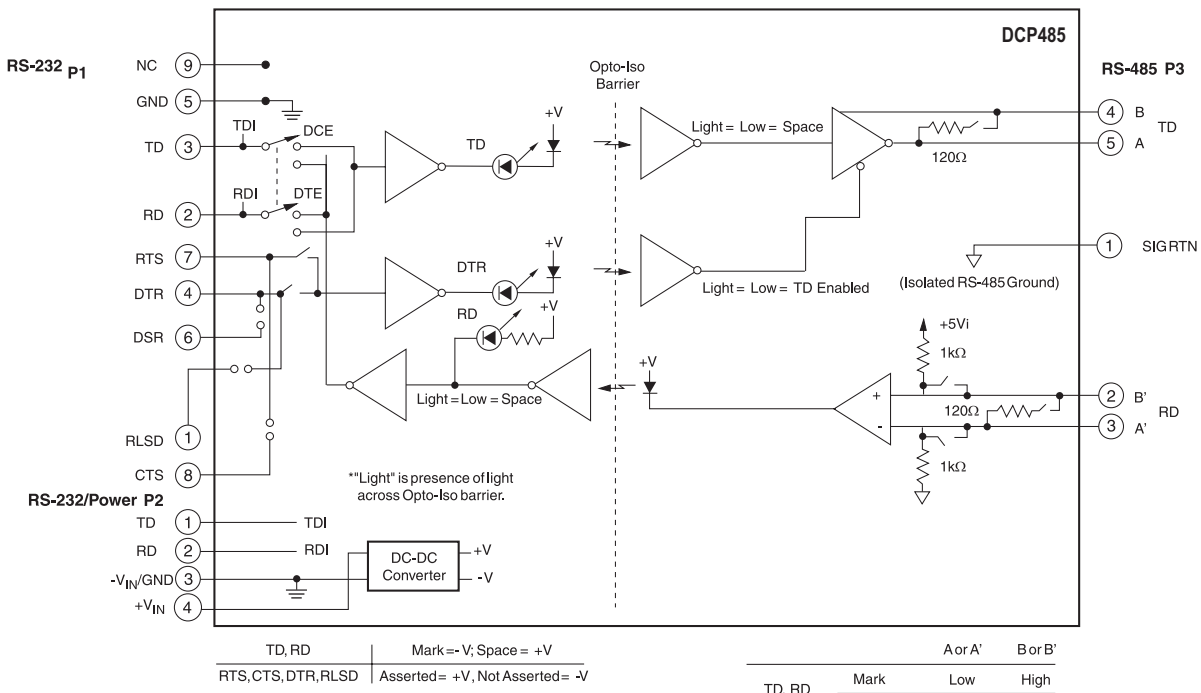 DCP485
RS-232 P1
RS-485 P3
NC 9
GND 5
TD 3
TDI
DCE
RD 2
RDI
DTE
RTS 7
DTR 4
DSR 6
RLSD 1
CTS 8
TD
+V
DTR
+V
RD
+V
Opto-Iso
Barrier
Light = Low = Space
Light = Low = TD Enabled
120Ω
4 B
TD
5 A
1 SIG RTN
(Isolated RS-485 Ground)
Light = Low = Space
+V
+5Vi
1kΩ
+
-
120Ω
1kΩ
2 B'
RD
3 A'
*"Light" is presence of light
across Opto-Iso barrier.
RS-232/Power P2
TD 1 TDI
RD 2 RDI
-VIN/GND 3
+VIN 4
DC-DC
Converter
+V
-V
TD, RD Mark = - V; Space = +V
RTS, CTS, DTR, RLSD Asserted = +V, Not Asserted = -V
A or A' B or B'
TD, RD Mark Low High